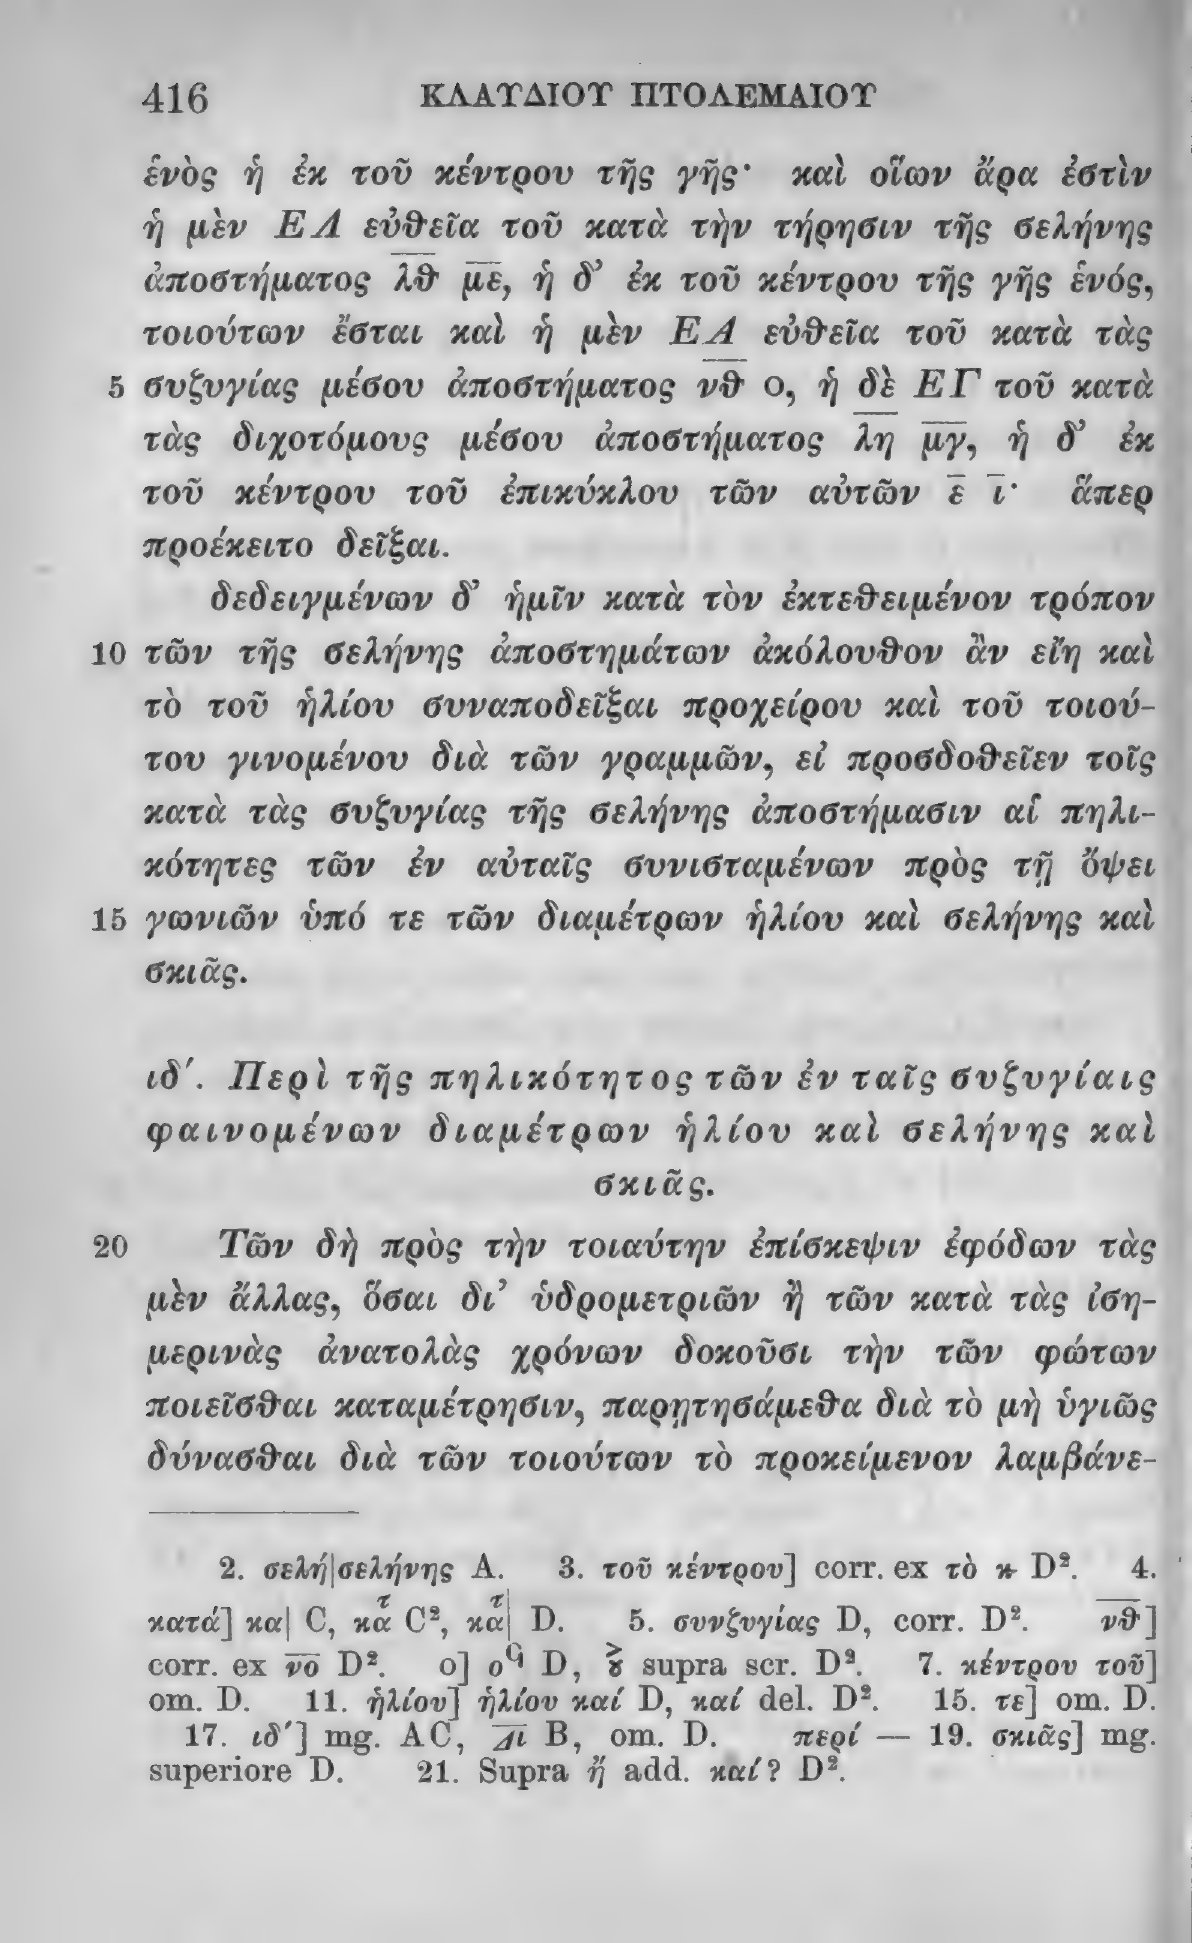 416 ΚΛΑΥΔΙΟΥ ΠΤΟΛΕΜΑΙΟΥ
ἑνὸς ἡ ἐκ τοῦ κέντρου τῆς γῆς· καὶ οἵων ἄρα ἐστὶν
ἡ μὲν ΕΛ εὐθεῖα τοῦ κατὰ τὴν τήρησιν τῆς σελήνης
ἀποστήματος λ̅θ̅ μ̅ε̅, ἡ δ’ ἐκ τοῦ κέντρου τῆς γῆς ἑνός,
τοιούτων ἔσται καὶ ἡ μὲν ΕΑ εὐθεῖα τοῦ κατὰ τὰς
5 συζυγίας μέσου ἀποστήματος ν̅θ̅ ο, ἡ δὲ ΕΓ τοῦ κατὰ
τὰς διχοτόμους μέσου ἀποστήματος λ̅η̅ μ̅γ̅, ἡ δ’ ἐκ
τοῦ κέντρου τοῦ ἐπικύκλου τῶν αὐτῶν ε̅ ι̅· ἅπερ
προέκειτο δεῖξαι.
δεδειγμένων δ’ ἡμῖν κατὰ τὸν ἐκτεθειμένον τρόπον
10 τῶν τῆς σελήνης ἀποστημάτων ἀκόλουθον ἂν εἴη καὶ
τὸ τοῦ ἡλίου συναποδεῖξαι προχείρου καὶ τοῦ τοιού-
του γινομένου διὰ τῶν γραμμῶν, εἰ προσδοθεῖεν τοῖς
κατὰ τὰς συζυγίας τῆς σελήνης ἀποστήμασιν αἱ πηλι-
κότητες τῶν ἐν αὐταῖς συνισταμένων πρὸς τῇ ὄψει
15 γωνιῶν ὑπό τε τῶν διαμέτρων ἡλίου καὶ σελήνης καὶ
σκιᾶς.
ιδ′. Περὶ τῆς πηλικότητος τῶν ἐν ταῖς συζυγίαις
φαινομένων διαμέτρων ἡλίου καὶ σελήνης καὶ
σκιᾶς.
20 Τῶν δὴ πρὸς τὴν τοιαύτην ἐπίσκεψιν ἐφόδων τὰς
μὲν ἄλλας, ὅσαι δι’ ὑδρομετριῶν ἢ τῶν κατὰ τὰς ἰση-
μερινὰς ἀνατολὰς χρόνων δοκοῦσι τὴν τῶν φώτων
ποιεῖσθαι καταμέτρησιν, παρῃτησάμεθα διὰ τὸ μὴ ὑγιῶς
δύνασθαι διὰ τῶν τοιούτων τὸ προκείμενον λαμβάνε-
2. σελή|σελήνης A. 3. τοῦ κέντρου] corr. ex τὸ D². 4.
κατά] κα| C, κα^τ C², κα^τ| D. 5. συνζυγίας D, corr. D². ν̅θ̅]
corr. ex ν̅ο̅ D². ο] D, supra scr. D². 7. κέντρου τοῦ]
om. D. 11. ἡλίου] ἡλίου καί D, καί del. D². 15. τε] om. D.
17. ιδ′] mg. AC, B, om. D. περί — 19. σκιᾶς] mg.
superiore D. 21. Supra ἤ add. καί? D².